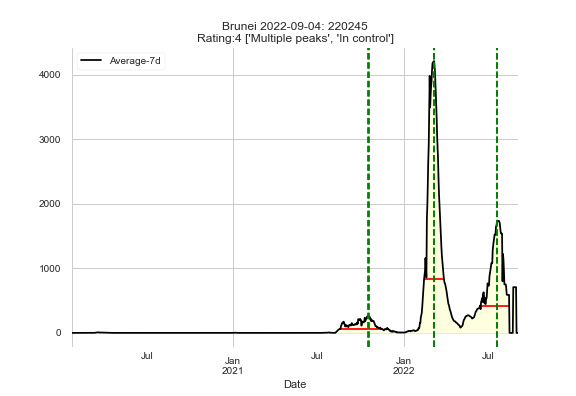 Brunei 2022-09-04: 220245
Rating:4 ['Multiple peaks', 'In control']
Average-7d
4000
3000
2000
1000
0
Jul
Jan
2021
Jul
Jan
2022
Jul
Date